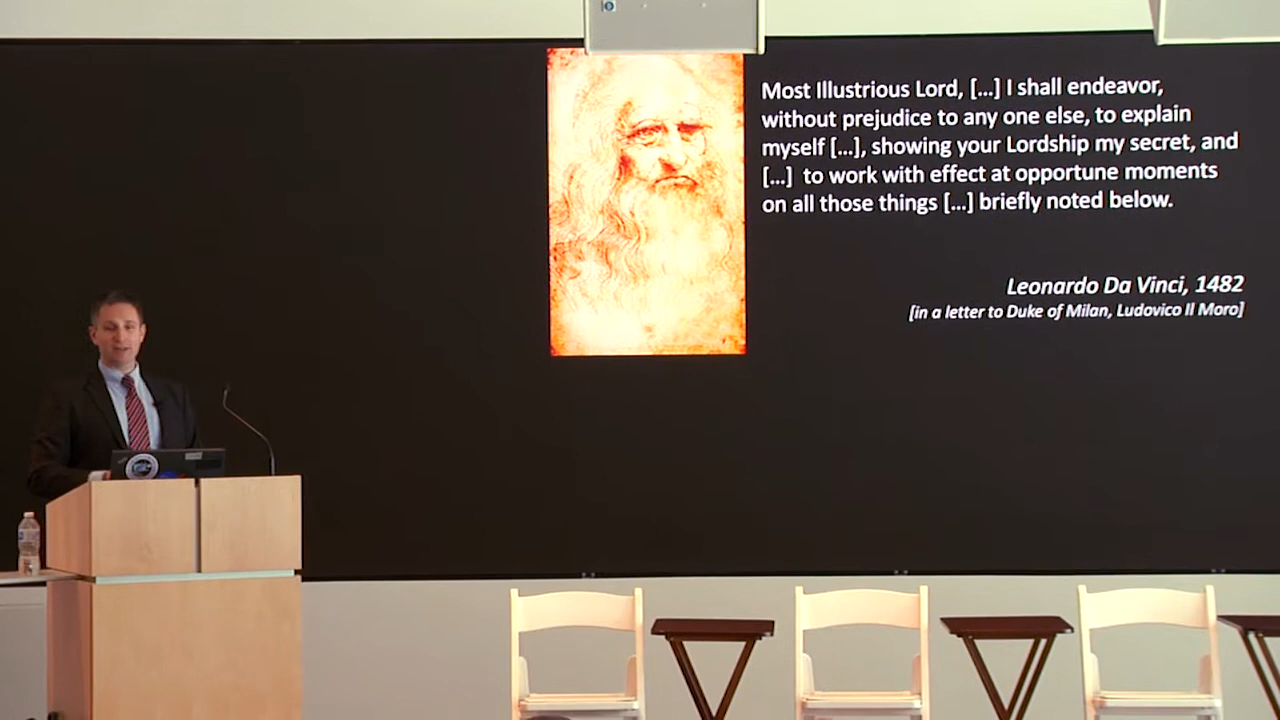 Most Illustrious Lord, [...] I shall endeavor,
without prejudice to any one else, to explain
myself [...], showing your Lordship my secret, and
[...] to work with effect at opportune moments
on all those things [...] briefly noted below.
Leonardo Da Vinci, 1482
[in a letter to Duke of Milan, Ludovico Il Moro]